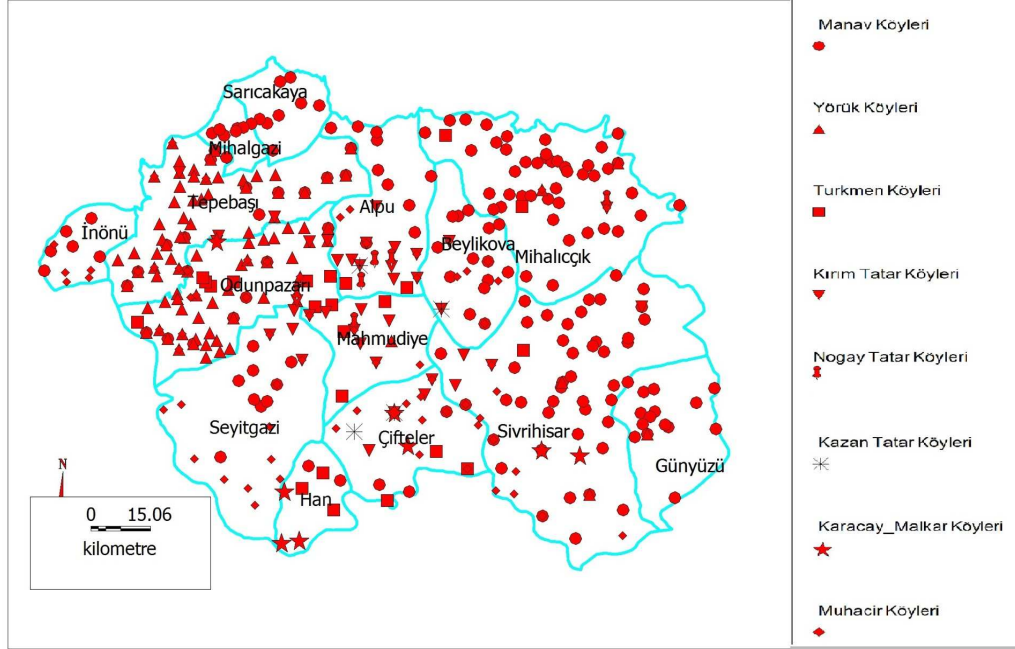 Sarıcakaya
Mihalgazi
Tepebaşı
Alpu
İnönü
Beylikova
Mihalıççık
Odunpazarı
Mahmudiye
Seyitgazi
Çifteler
Sivrihisar
Günyüzü
Han
N
0 15.06
kilometre
Manav Köyleri
Yörük Köyleri
Turkmen Köyleri
Kırım Tatar Köyleri
Nogay Tatar Köyleri
Kazan Tatar Köyleri
Karacay_Malkar Köyleri
Muhacir Köyleri